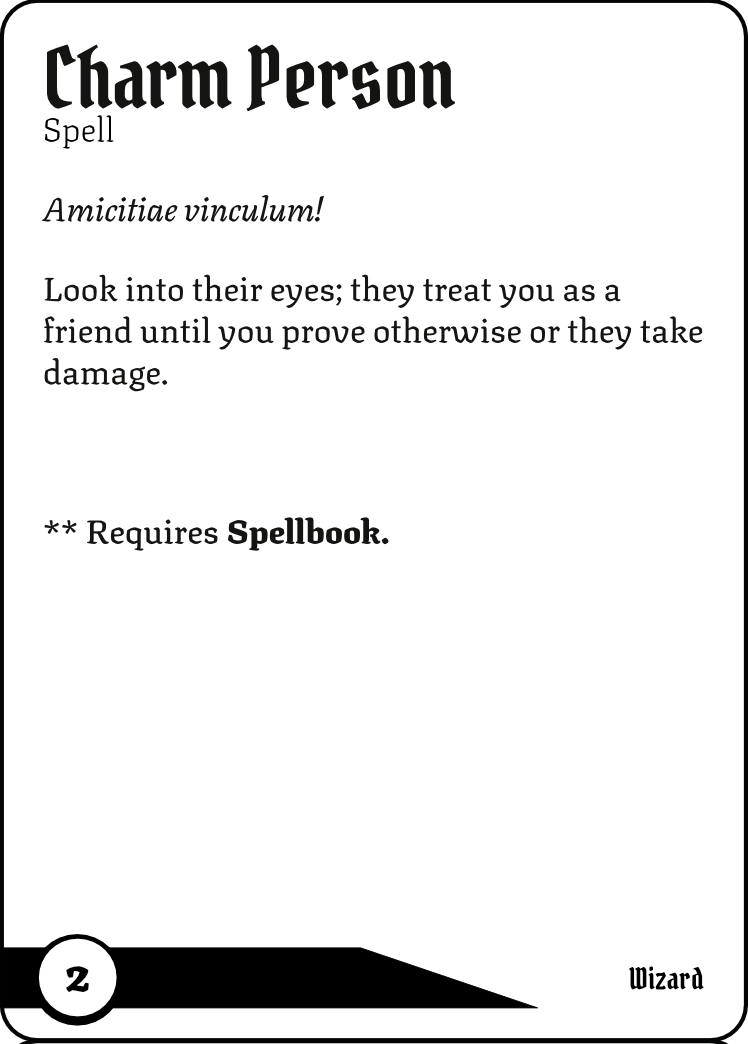 Charm Person
Spell
Amicitiae vinculum!
Look into their eyes; they treat you as a
friend until you prove otherwise or they take
damage.
** Requires Spellbook.
2
Wizard